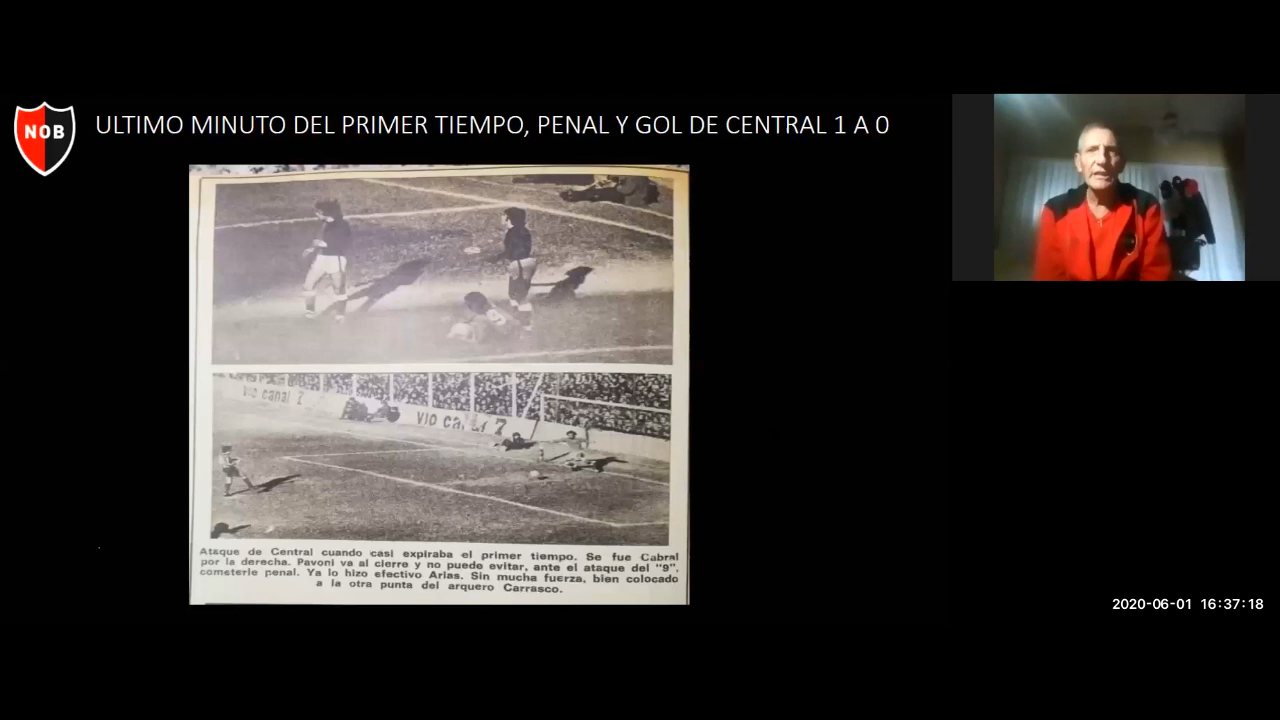 NOB
ULTIMO MINUTO DEL PRIMER TIEMPO, PENAL Y GOL DE CENTRAL 1 A 0
vio canal 7
vio canal 7
Ataque de Central cuando casi expiraba el primer tiempo. Se fue Cabral
por la derecha. Pavoni va al cierre y no puede evitar, ante el ataque del "9",
cometerle penal. Ya lo hizo efectivo Arias. Sin mucha fuerza, bien colocado
a la otra punta del arquero Carrasco.
2020-06-01 16:37:18